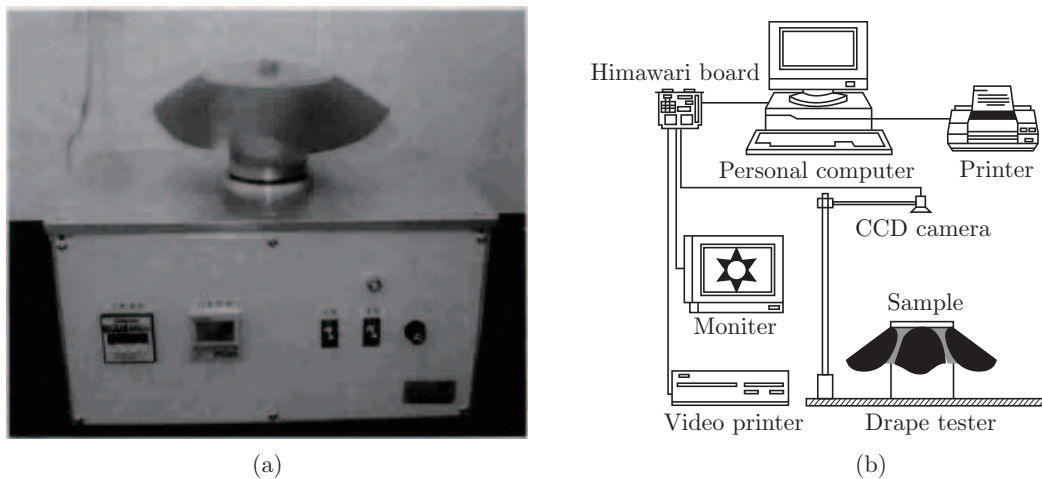 Himawari board
Personal computer
Printer
CCD camera
Moniter
Sample
Video printer
Drape tester
(a)
(b)